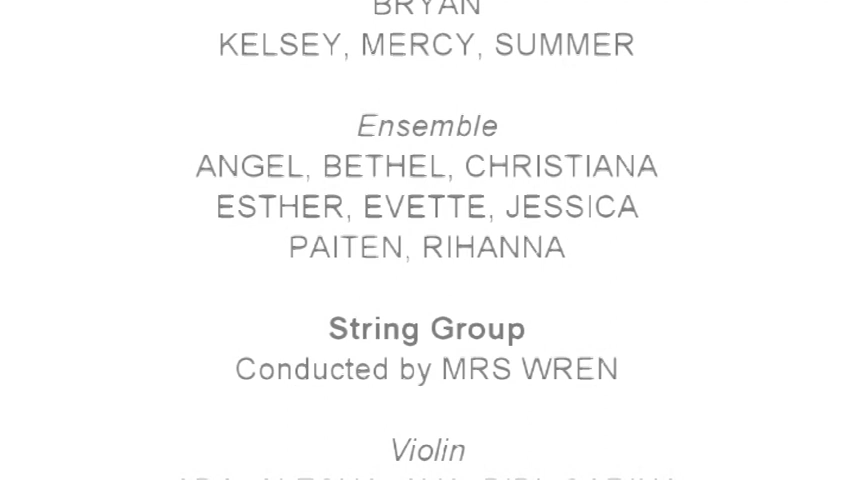 BRYAN
KELSEY, MERCY, SUMMER
Ensemble
ANGEL, BETHEL, CHRISTIANA
ESTHER, EVETTE, JESSICA
PAITEN, RIHANNA
String Group
Conducted by MRS WREN
Violin